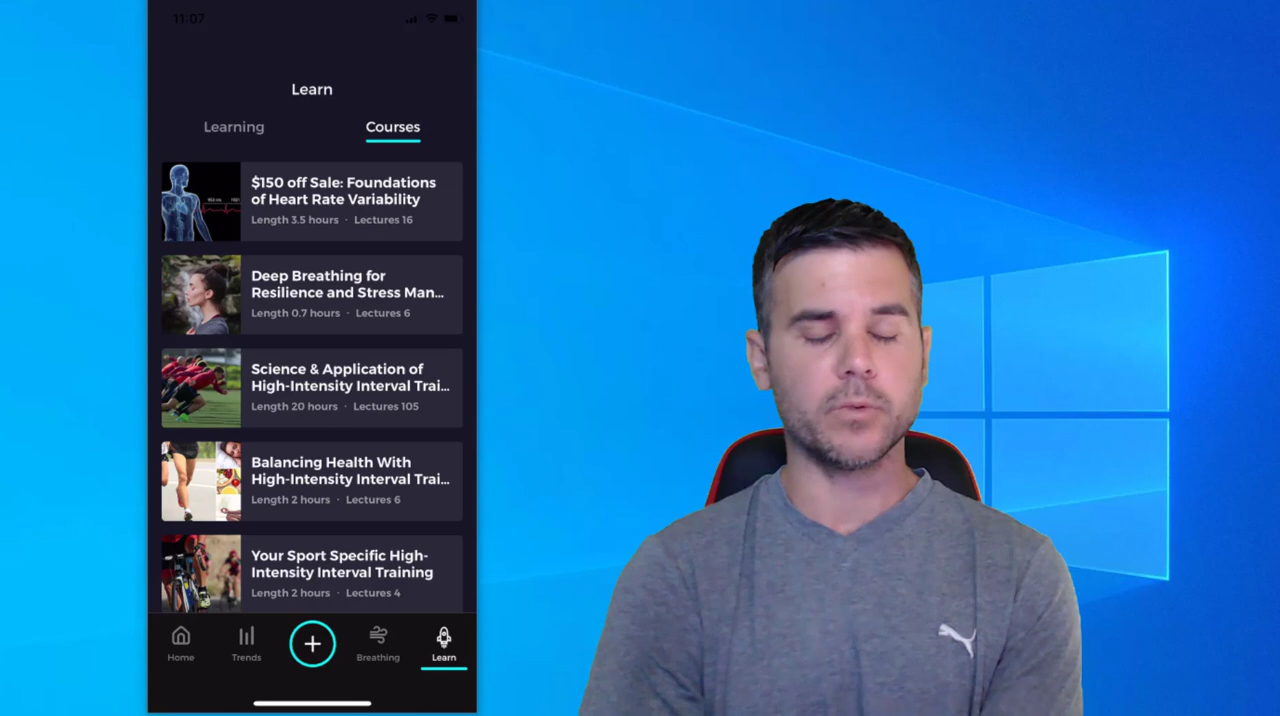 11:07
Learn
Learning
Courses
$150 off Sale: Foundations
of Heart Rate Variability
Length 3.5 hours · Lectures 16
Deep Breathing for
Resilience and Stress Man...
Length 0.7 hours · Lectures 6
Science & Application of
High-Intensity Interval Trai...
Length 20 hours · Lectures 105
Balancing Health With
High-Intensity Interval Trai...
Length 2 hours · Lectures 6
Your Sport Specific High-
Intensity Interval Training
Length 2 hours · Lectures 4
Home
Trends
Breathing
Learn